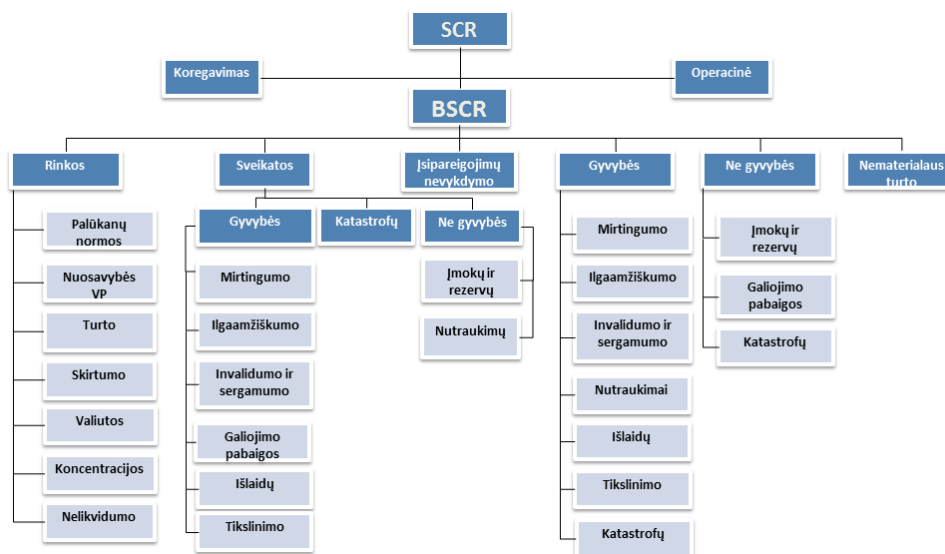 SCR
Koregavimas
Operacinė
BSCR
Rinkos
Sveikatos
Įsipareigojimų
nevykdymo
Gyvybės
Ne gyvybės
Nematerialaus
turto
Palūkanų
normos
Nuosavybės
VP
Turto
Skirtumo
Valiutos
Koncentracijos
Nelikvidumo
Gyvybės
Katastrofų
Ne gyvybės
Mirtingumo
Ilgaamžiškumo
Invalidumo ir
sergamumo
Galiojimo
pabaigos
Išlaidų
Tikslinimo
Įmokų ir
rezervų
Nutraukimų
Mirtingumo
Ilgaamžiškumo
Invalidumo ir
sergamumo
Nutraukimai
Išlaidų
Tikslinimo
Katastrofų
Įmokų ir
rezervų
Galiojimo
pabaigos
Katastrofų